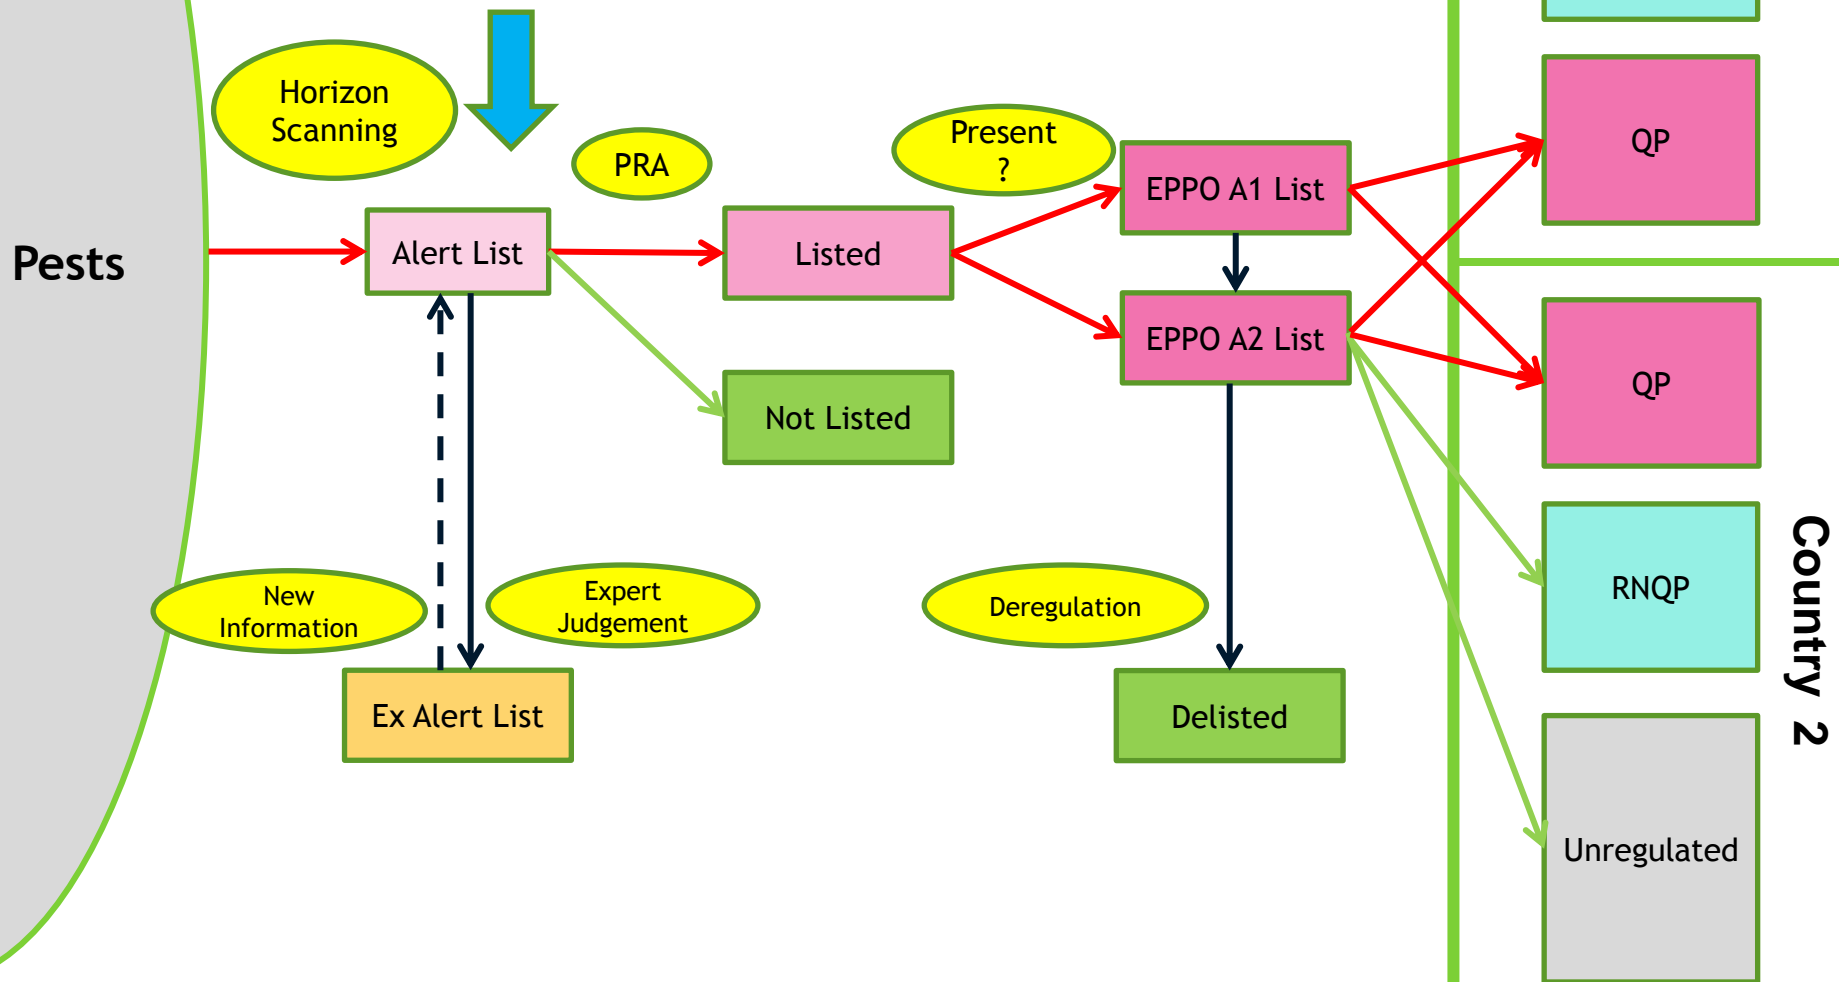 Horizon
Scanning
PRA
Present
?
EPPO A1 List
QP
Pests
Alert List
Listed
EPPO A2 List
QP
Not Listed
New
Information
Expert
Judgement
Deregulation
RNQP
Country 2
Ex Alert List
Delisted
Unregulated